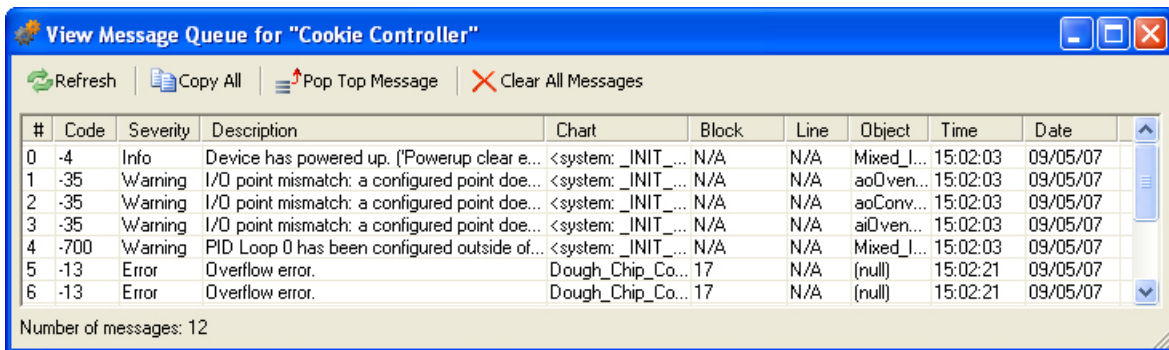 View Message Queue for "Cookie Controller"
Refresh Copy All Pop Top Message Clear All Messages
# Code Severity Description Chart Block Line Object Time Date
0 -4 Info Device has powered up. ('Powerup clear e... <system: _INIT_... N/A N/A Mixed_I... 15:02:03 09/05/07
1 -35 Warning I/O point mismatch: a configured point doe... <system: _INIT_... N/A N/A aoOven... 15:02:03 09/05/07
2 -35 Warning I/O point mismatch: a configured point doe... <system: _INIT_... N/A N/A aoConv... 15:02:03 09/05/07
3 -35 Warning I/O point mismatch: a configured point doe... <system: _INIT_... N/A N/A aiOven... 15:02:03 09/05/07
4 -700 Warning PID Loop 0 has been configured outside of... <system: _INIT_... N/A N/A Mixed_I... 15:02:03 09/05/07
5 -13 Error Overflow error. Dough_Chip_Co... 17 N/A (null) 15:02:21 09/05/07
6 -13 Error Overflow error. Dough_Chip_Co... 17 N/A (null) 15:02:21 09/05/07
Number of messages: 12